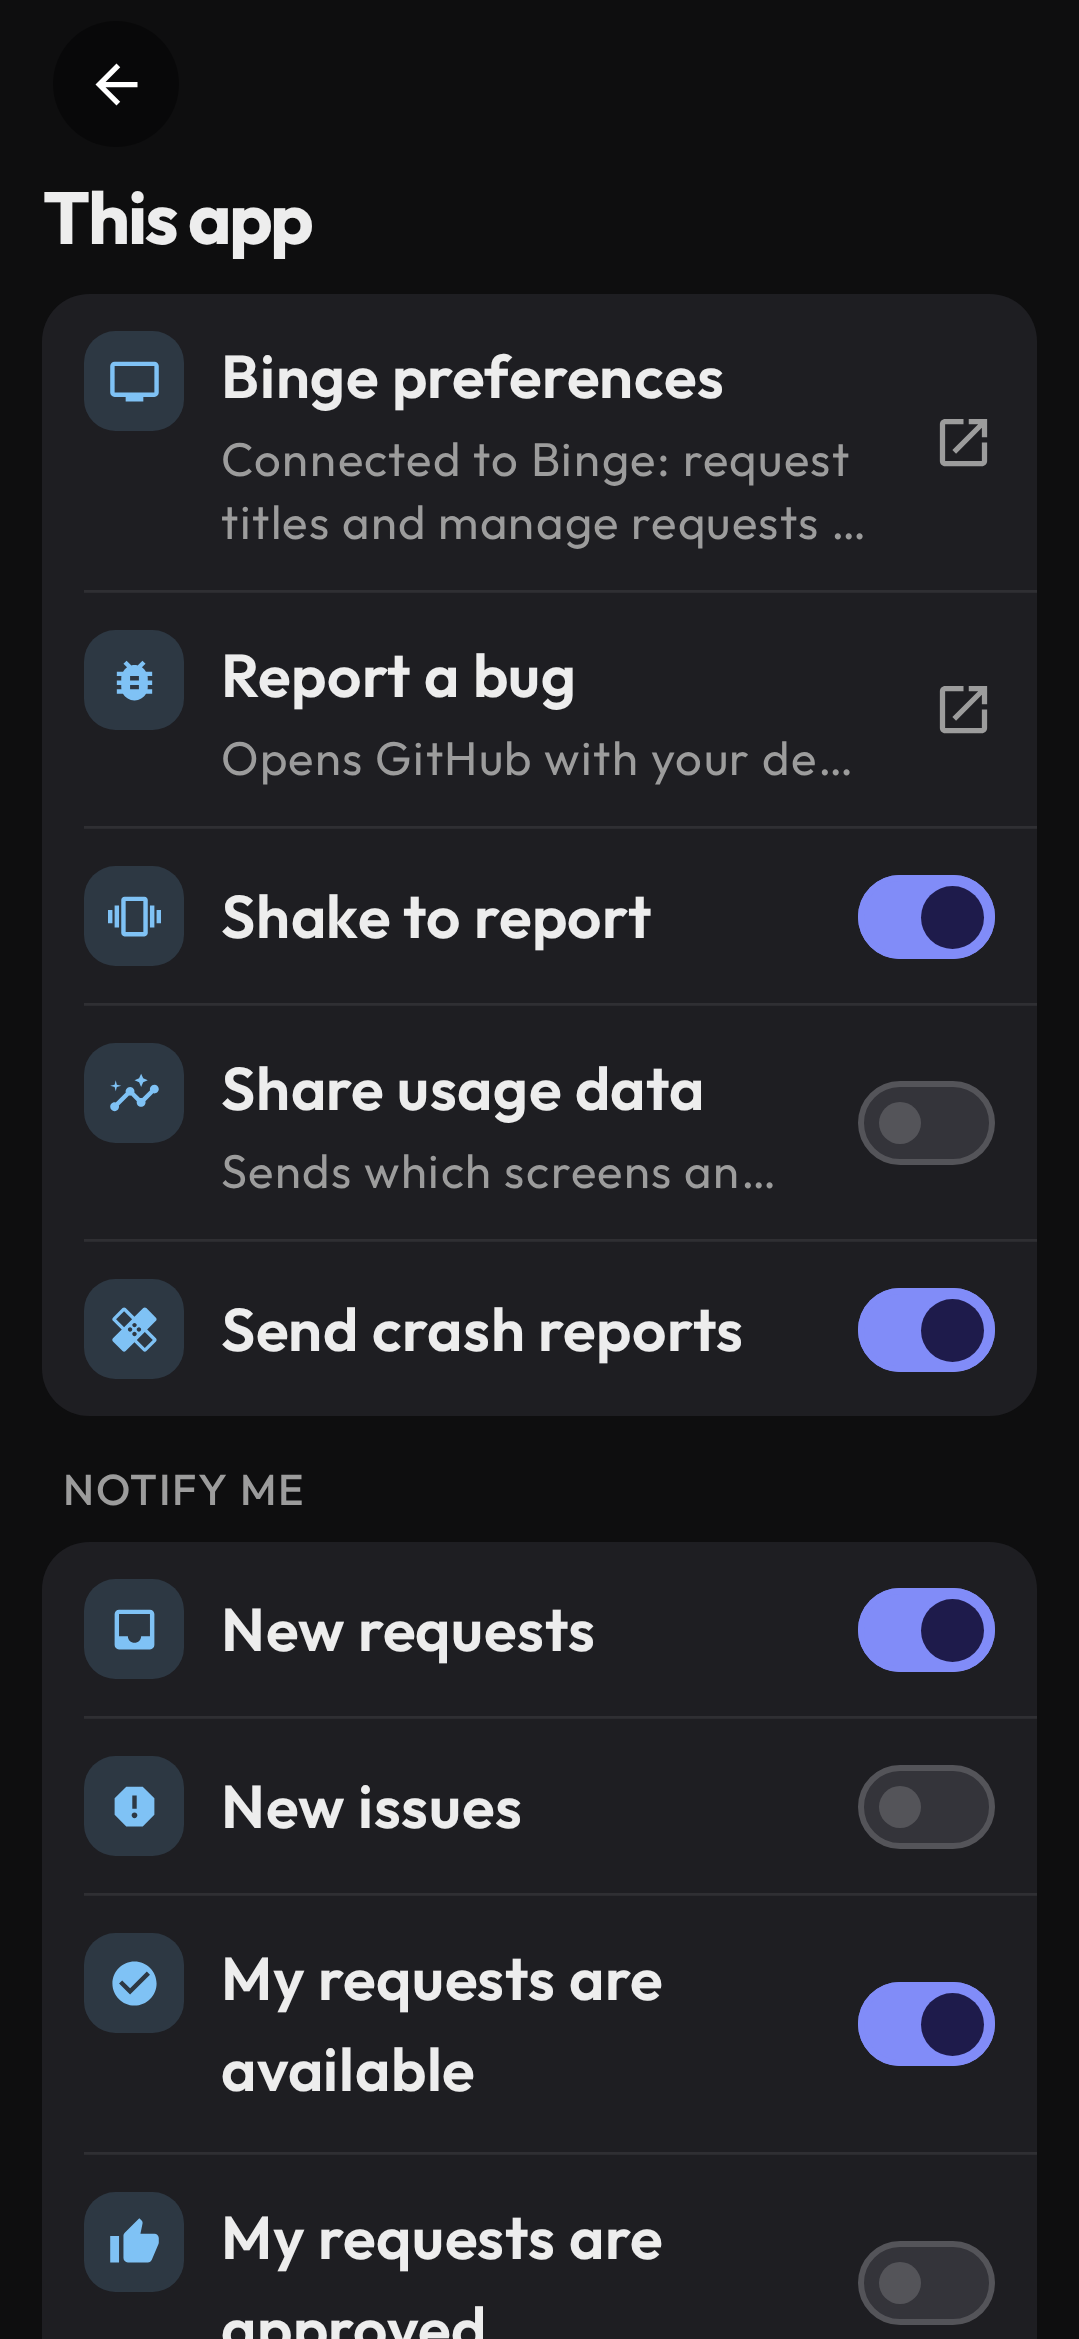 This app
Binge preferences
Connected to Binge: request
titles and manage requests ...
Report a bug
Opens GitHub with your de...
Shake to report
Share usage data
Sends which screens an...
Send crash reports
NOTIFY ME
New requests
New issues
My requests are
available
My requests are
approved